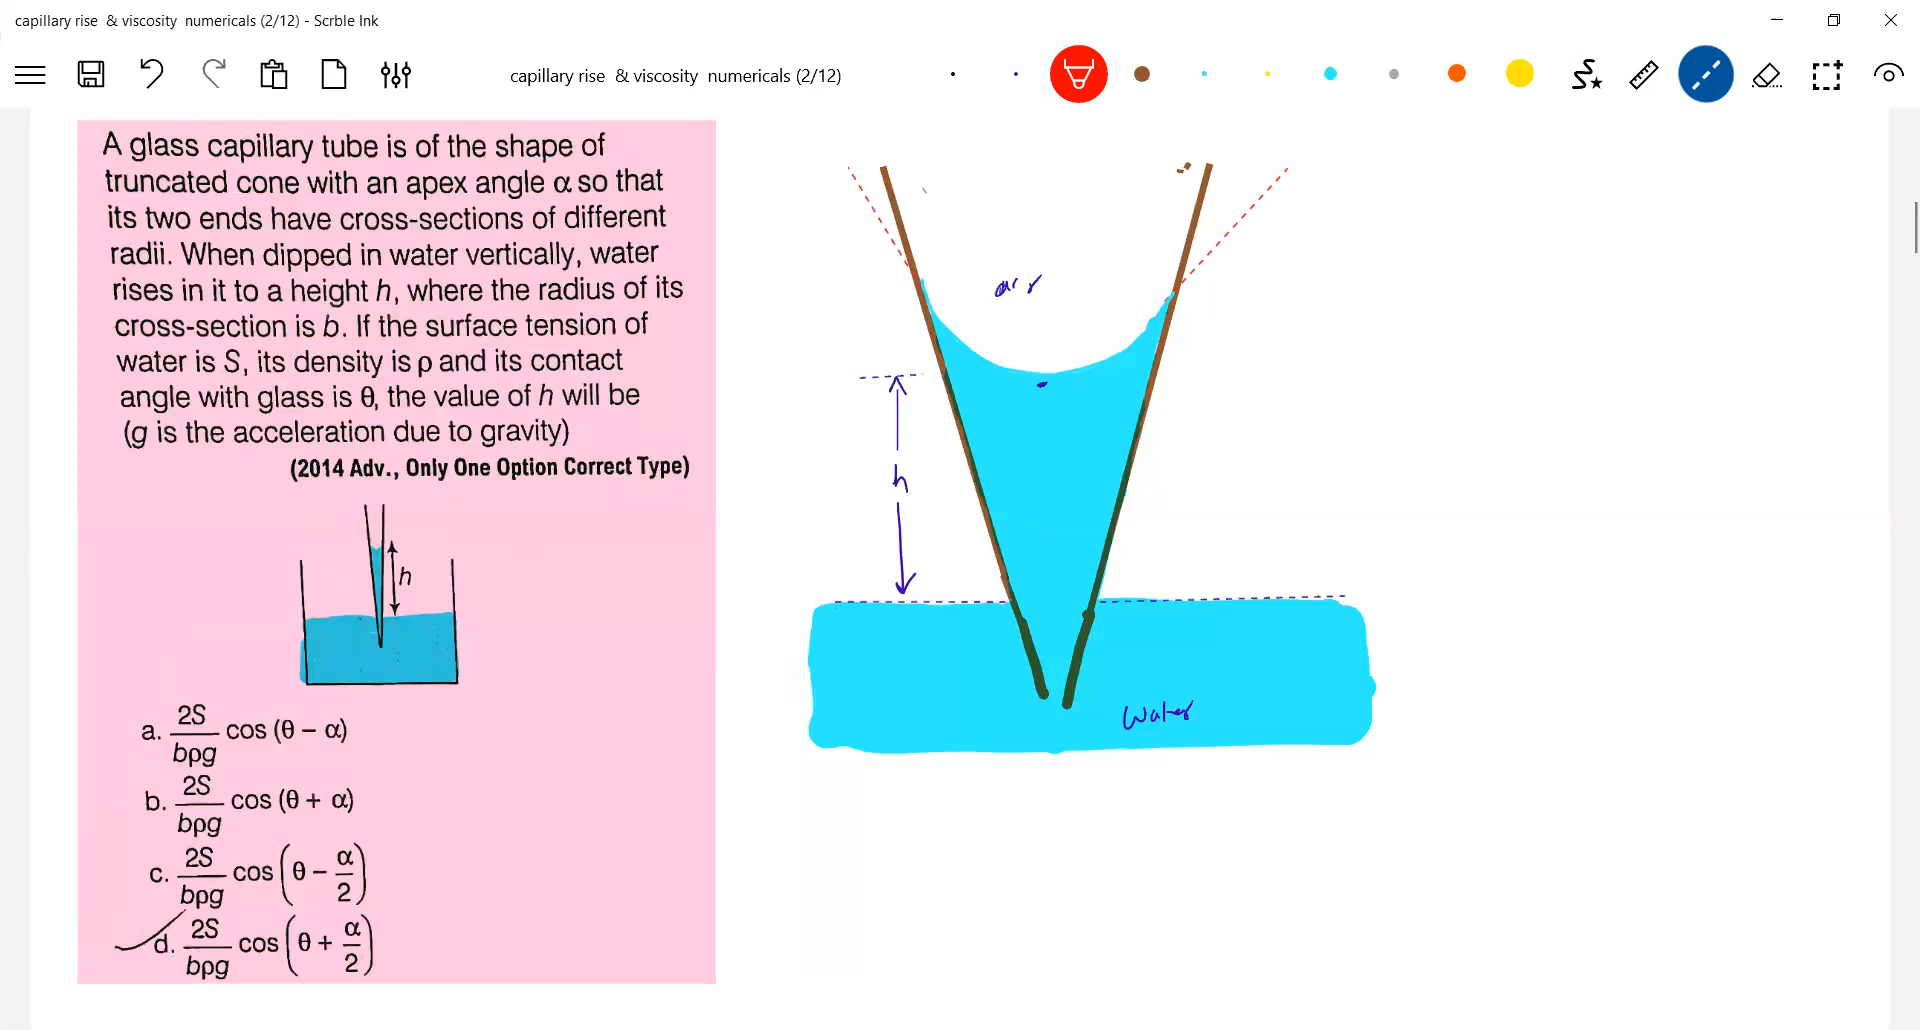 capillary rise & viscosity numericals (2/12) - Scrble Ink
capillary rise & viscosity numericals (2/12)
A glass capillary tube is of the shape of
truncated cone with an apex angle α so that
its two ends have cross-sections of different
radii. When dipped in water vertically, water
rises in it to a height h, where the radius of its
cross-section is b. If the surface tension of
water is S, its density is ρ and its contact
angle with glass is θ, the value of h will be
(g is the acceleration due to gravity)
(2014 Adv., Only One Option Correct Type)
h
a. 2S/bρg cos (θ – α)
b. 2S/bρg cos (θ + α)
c. 2S/bρg cos (θ – α/2)
d. 2S/bρg cos (θ + α/2)
air
h
Water